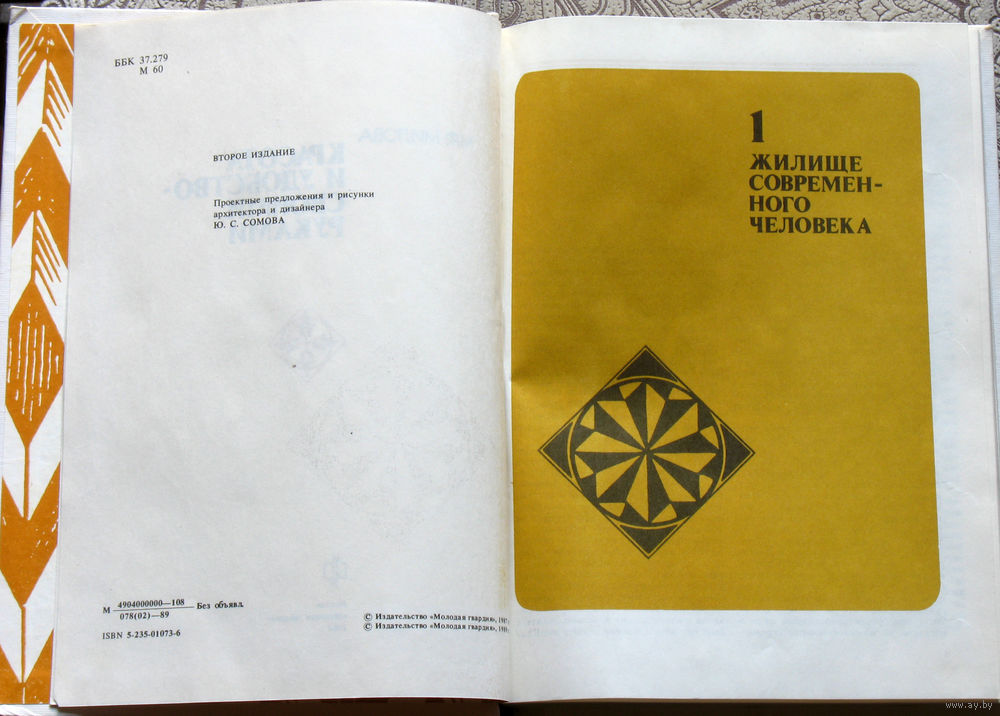 ББК 37.279
М 60
ВТОРОЕ ИЗДАНИЕ
Проектные предложения и рисунки
архитектора и дизайнера
Ю. С. СОМОВА
М 4904000000—108
078(02)—89 Без объявл.
ISBN 5-235-01073-6
© Издательство «Молодая гвардия», 1987
© Издательство «Молодая гвардия», 1989
1
ЖИЛИЩЕ
СОВРЕМЕН-
НОГО
ЧЕЛОВЕКА
www.ay.by